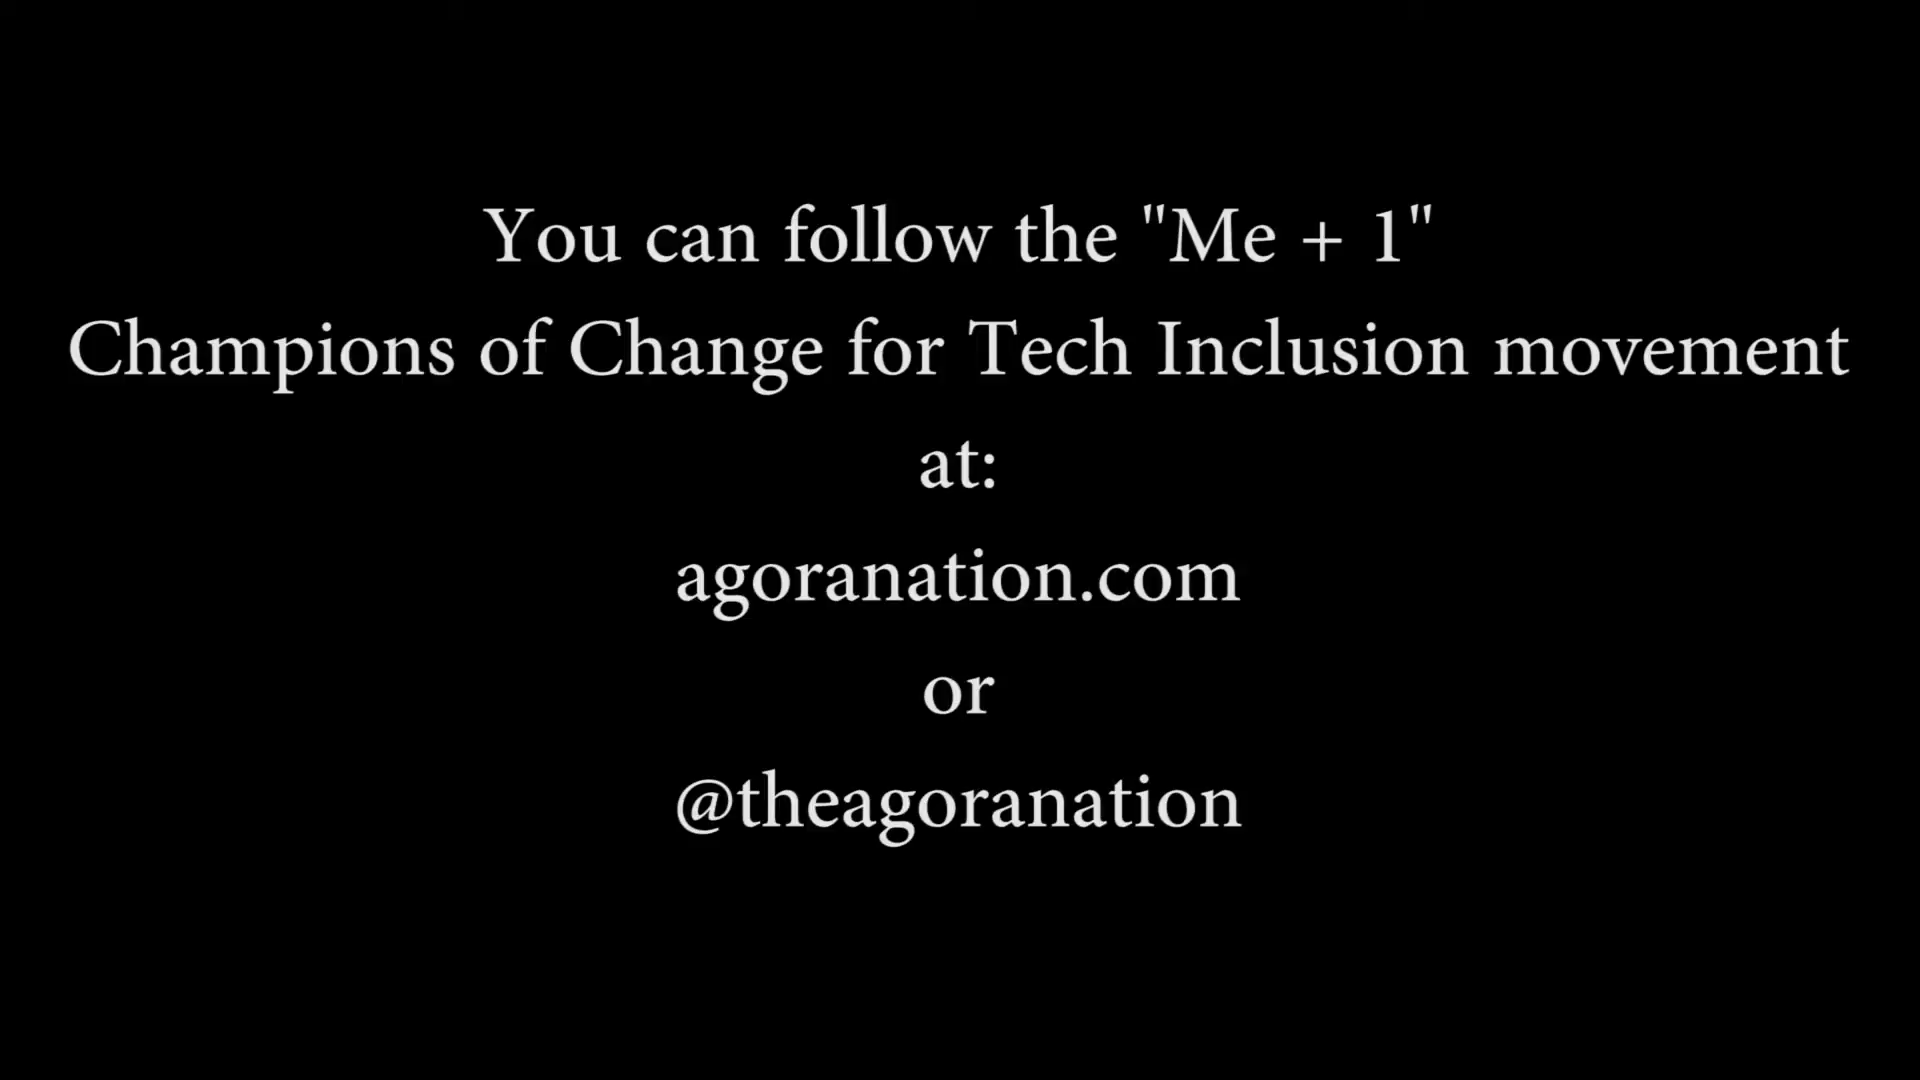 You can follow the "Me + 1"
Champions of Change for Tech Inclusion movement
at:
agoranation.com
or
@theagoranation